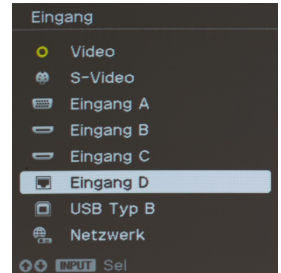 Eingang
Video
S-Video
Eingang A
Eingang B
Eingang C
Eingang D
USB Typ B
Netzwerk
INPUT Sel